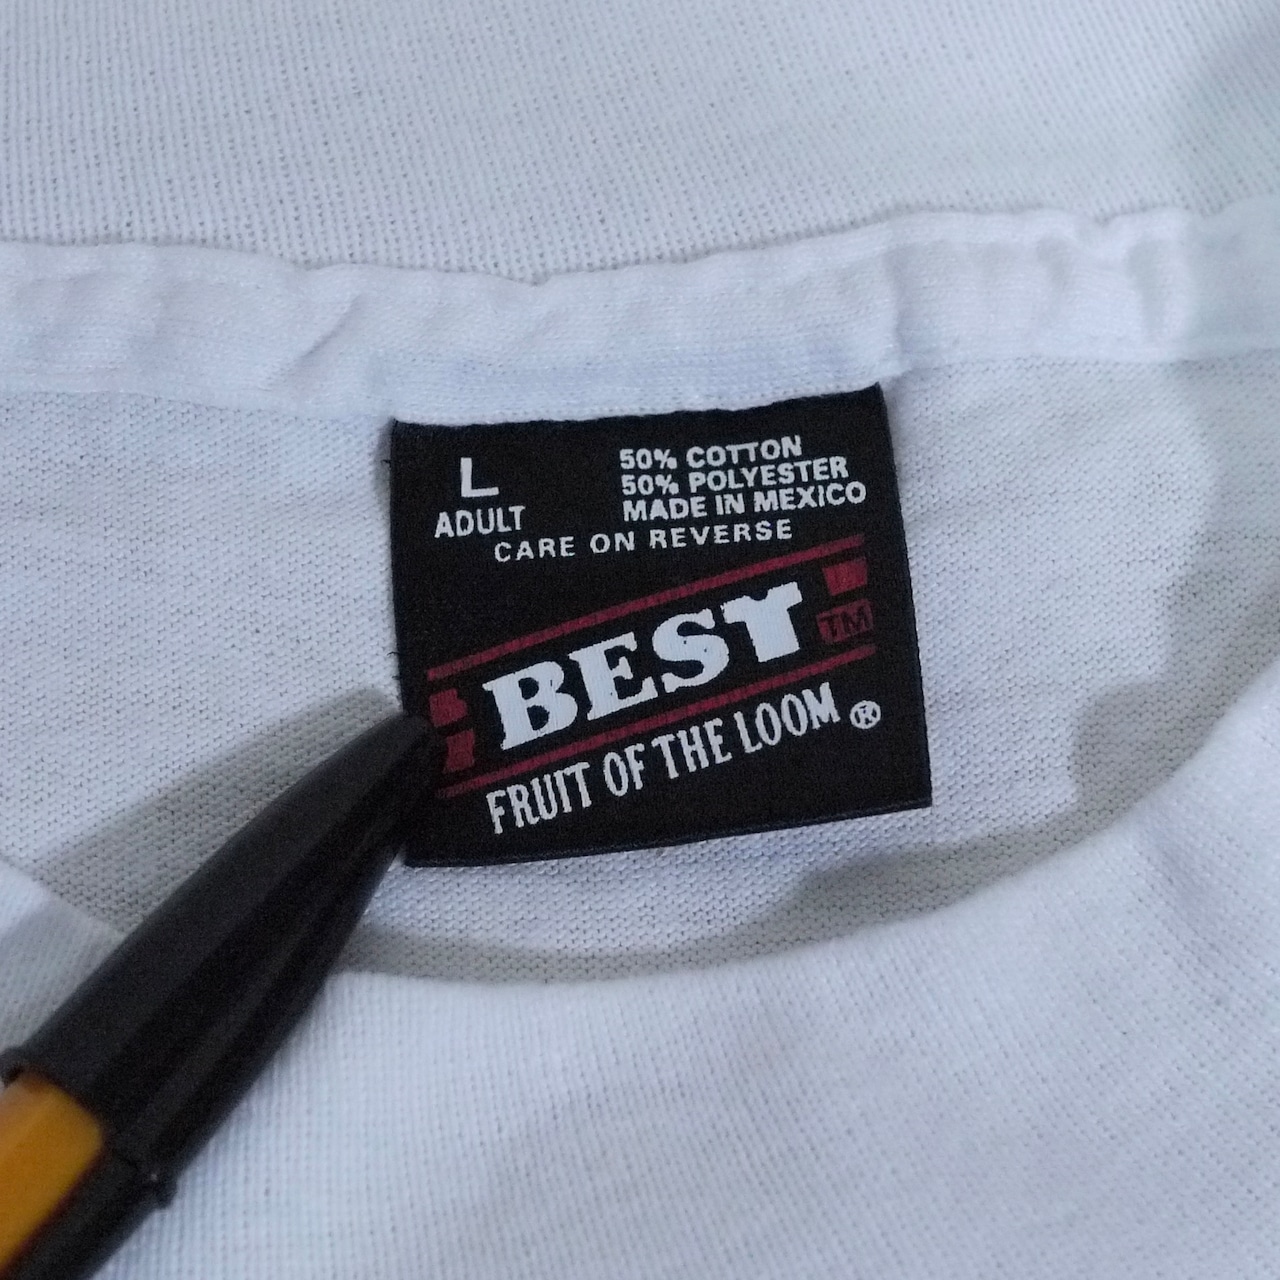 L
ADULT
50% COTTON
50% POLYESTER
MADE IN MEXICO
CARE ON REVERSE
BEST
TM
FRUIT OF THE LOOM ®